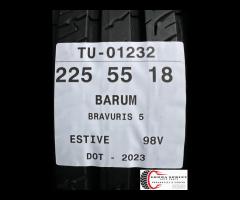 TU-01232
225 55 18
BARUM
BRAVURIS 5
ESTIVE 98V
DOT - 2023